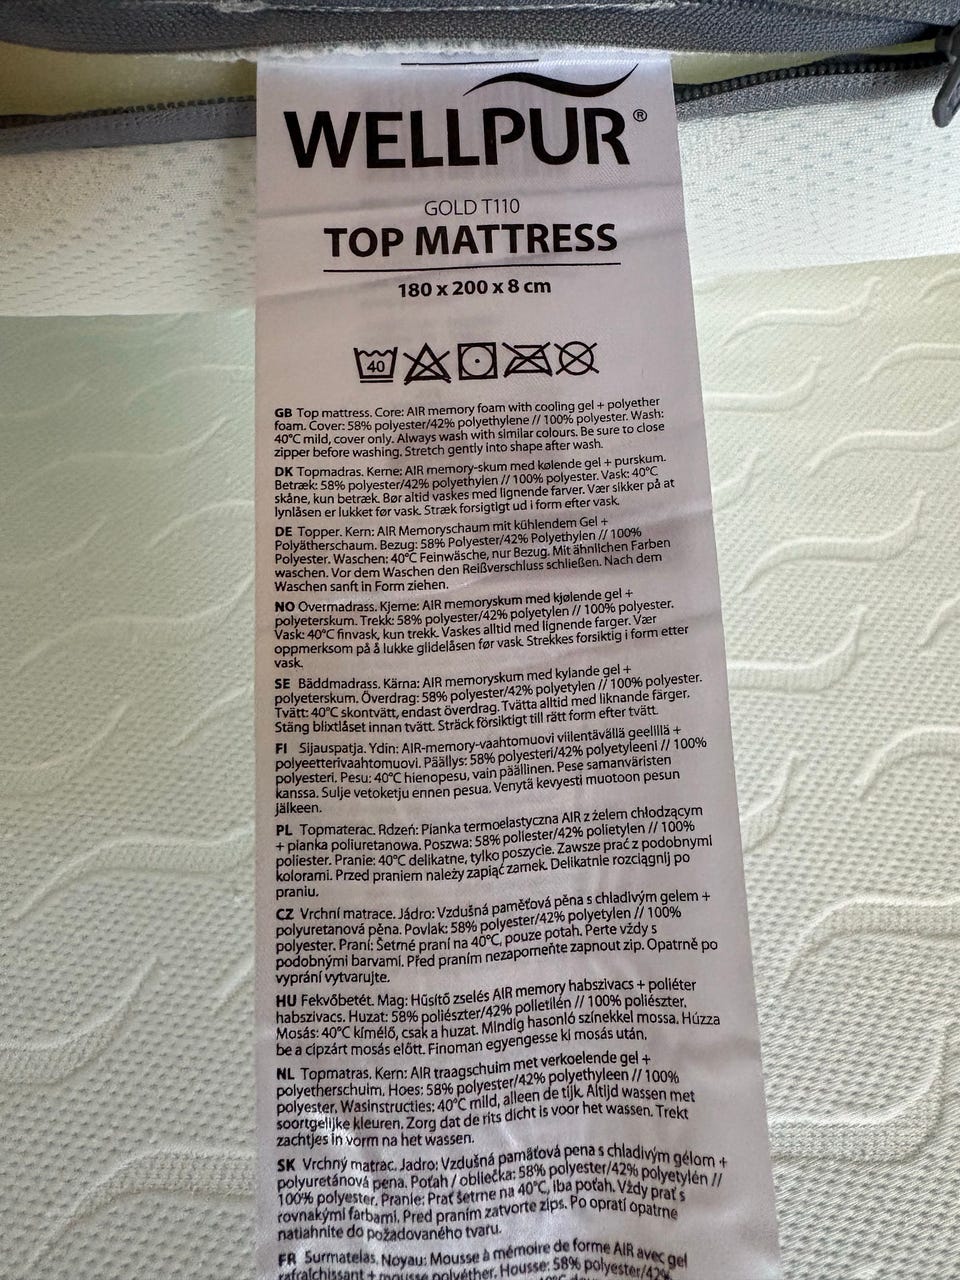 WELLPUR®
GOLD T110
TOP MATTRESS
180 x 200 x 8 cm
40
GB Top mattress. Core: AIR memory foam with cooling gel + polyether
foam. Cover: 58% polyester/42% polyethylene // 100% polyester. Wash:
40°C mild, cover only. Always wash with similar colours. Be sure to close
zipper before washing. Stretch gently into shape after wash.
DK Topmadras. Kerne: AIR memory-skum med kølende gel + purskum.
Betræk: 58% polyester/42% polyethylen // 100% polyester. Vask: 40°C
skåne, kun betræk. Bør altid vaskes med lignende farver. Vær sikker på at
lynlåsen er lukket før vask. Stræk forsigtigt ud i form efter vask.
DE Topper. Kern: AIR Memoryschaum mit kühlendem Gel +
Polyätherschaum. Bezug: 58% Polyester/42% Polyethylen // 100%
Polyester. Waschen: 40°C Feinwäsche, nur Bezug. Mit ähnlichen Farben
waschen. Vor dem Waschen den Reißverschluss schließen. Nach dem
Waschen sanft in Form ziehen.
NO Overmadrass. Kjerne: AIR memoryskum med kjølende gel +
polyeterskum. Trekk: 58% polyester/42% polyetylen // 100% polyester.
Vask: 40°C finvask, kun trekk. Vaskes alltid med lignende farger. Vær
oppmerksom på å lukke glidelåsen før vask. Strekkes forsiktig i form etter
vask.
SE Bäddmadrass. Kärna: AIR memoryskum med kylande gel +
polyeterskum. Överdrag: 58% polyester/42% polyetylen // 100% polyester.
Tvätt: 40°C skontvätt, endast överdrag. Tvätta alltid med liknande färger.
Stäng blixtlåset innan tvätt. Sträck försiktigt till rätt form efter tvätt.
FI Sijauspatja. Ydin: AIR-memory-vaahtomuovi viilentävällä geelillä +
polyeetterivaahtomuovi. Päällys: 58% polyesteri/42% polyetyleeni // 100%
polyesteri. Pesu: 40°C hienopesu, vain päällinen. Pese samanväristen
kanssa. Sulje vetoketju ennen pesua. Venytä kevyesti muotoon pesun
jälkeen.
PL Topmaterac. Rdzeń: Pianka termoelastyczna AIR z żelem chłodzącym
+ pianka poliuretanowa. Poszwa: 58% poliester/42% polietylen // 100%
poliester. Pranie: 40°C delikatne, tylko poszycie. Zawsze prać z podobnymi
kolorami. Przed praniem należy zapiąć zamek. Delikatnie rozciągnij po
praniu.
CZ Vrchní matrace. Jádro: Vzdušná paměťová pěna s chladivým gelem +
polyuretanová pěna. Povlak: 58% polyester/42% polyetylen // 100%
polyester. Praní: Šetrné praní na 40°C, pouze potah. Perte vždy s
podobnými barvami. Před praním nezapomeňte zapnout zip. Opatrně po
vyprání vytvarujte.
HU Fekvőbetét. Mag: Hűsítő zselés AIR memory habszivacs + poliéter
habszivacs. Huzat: 58% poliészter/42% polietilén // 100% poliészter.
Mosás: 40°C kímélő, csak a huzat. Mindig hasonló színekkel mossa. Húzza
be a cipzárt mosás előtt. Finoman egyengesse ki mosás után.
NL Topmatras. Kern: AIR traagschuim met verkoelende gel +
polyetherschuim. Hoes: 58% polyester/42% polyethyleen // 100%
polyester. Wasinstructies: 40°C mild, alleen de tijk. Altijd wassen met
soortgelijke kleuren. Zorg dat de rits dicht is voor het wassen. Trekt
zachtjes in vorm na het wassen.
SK Vrchný matrac. Jadro: Vzdušná pamäťová pena s chladivým gélom +
polyuretánová pena. Poťah / obliečka: 58% polyester/42% polyetylén //
100% polyester. Pranie: Prať šetrne na 40°C, iba poťah. Vždy prať s
rovnakými farbami. Pred praním zatvorte zips. Po opratí opatrne
natiahnite do požadovaného tvaru.
FR Surmatelas. Noyau: Mousse à mémoire de forme AIR avec gel
rafraîchissant + mousse polyéther. Housse: 58% polyester/42%